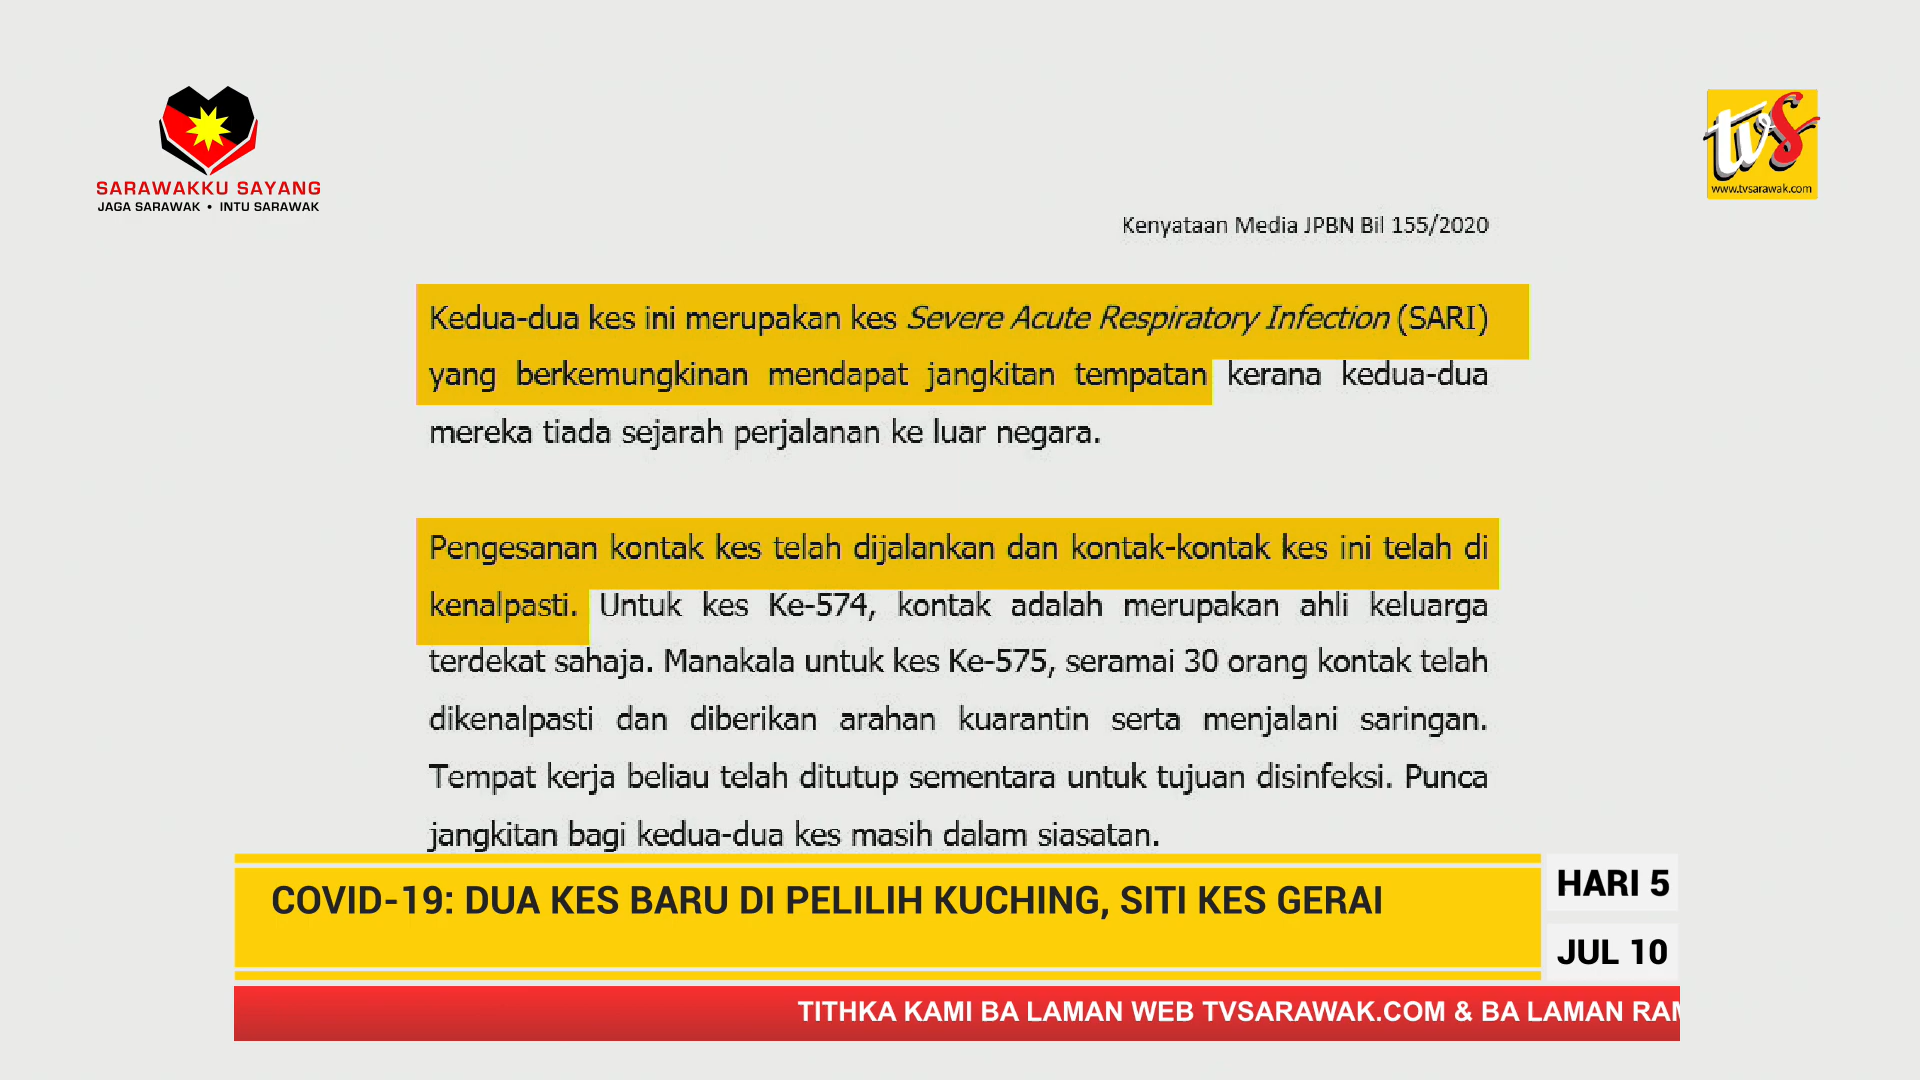 SARAWAKKU SAYANG
JAGA SARAWAK • INTU SARAWAK
tvs
www.tvsarawak.com
Kenyataan Media JPBN Bil 155/2020
Kedua-dua kes ini merupakan kes Severe Acute Respiratory Infection (SARI)
yang berkemungkinan mendapat jangkitan tempatan kerana kedua-dua
mereka tiada sejarah perjalanan ke luar negara.
Pengesanan kontak kes telah dijalankan dan kontak-kontak kes ini telah di
kenalpasti. Untuk kes Ke-574, kontak adalah merupakan ahli keluarga
terdekat sahaja. Manakala untuk kes Ke-575, seramai 30 orang kontak telah
dikenalpasti dan diberikan arahan kuarantin serta menjalani saringan.
Tempat kerja beliau telah ditutup sementara untuk tujuan disinfeksi. Punca
jangkitan bagi kedua-dua kes masih dalam siasatan.
COVID-19: DUA KES BARU DI PELILIH KUCHING, SITI KES GERAI
HARI 5
JUL 10
TITHKA KAMI BA LAMAN WEB TVSARAWAK.COM & BA LAMAN